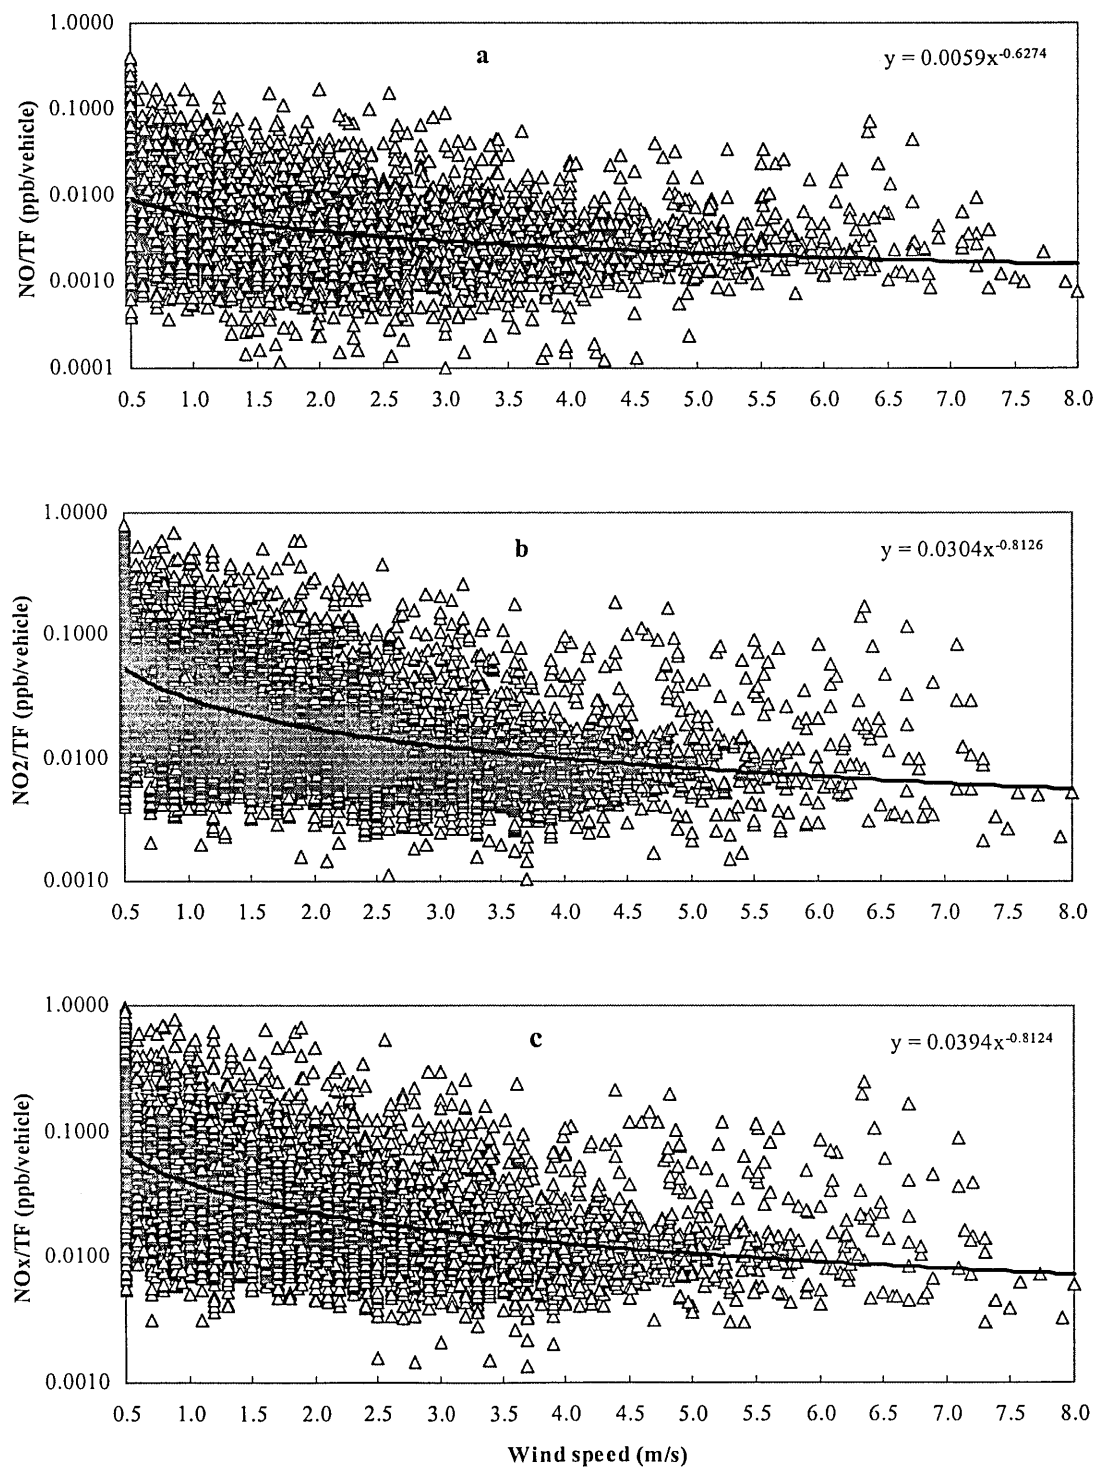 1.0000
a
y = 0.0059x-0.6274
0.1000
0.0100
0.0010
0.0001
NO/TF (ppb/vehicle)
0.5 1.0 1.5 2.0 2.5 3.0 3.5 4.0 4.5 5.0 5.5 6.0 6.5 7.0 7.5 8.0
1.0000
b
y = 0.0304x-0.8126
0.1000
0.0100
0.0010
NO2/TF (ppb/vehicle)
0.5 1.0 1.5 2.0 2.5 3.0 3.5 4.0 4.5 5.0 5.5 6.0 6.5 7.0 7.5 8.0
1.0000
c
y = 0.0394x-0.8124
0.1000
0.0100
0.0010
NOx/TF (ppb/vehicle)
0.5 1.0 1.5 2.0 2.5 3.0 3.5 4.0 4.5 5.0 5.5 6.0 6.5 7.0 7.5 8.0
Wind speed (m/s)